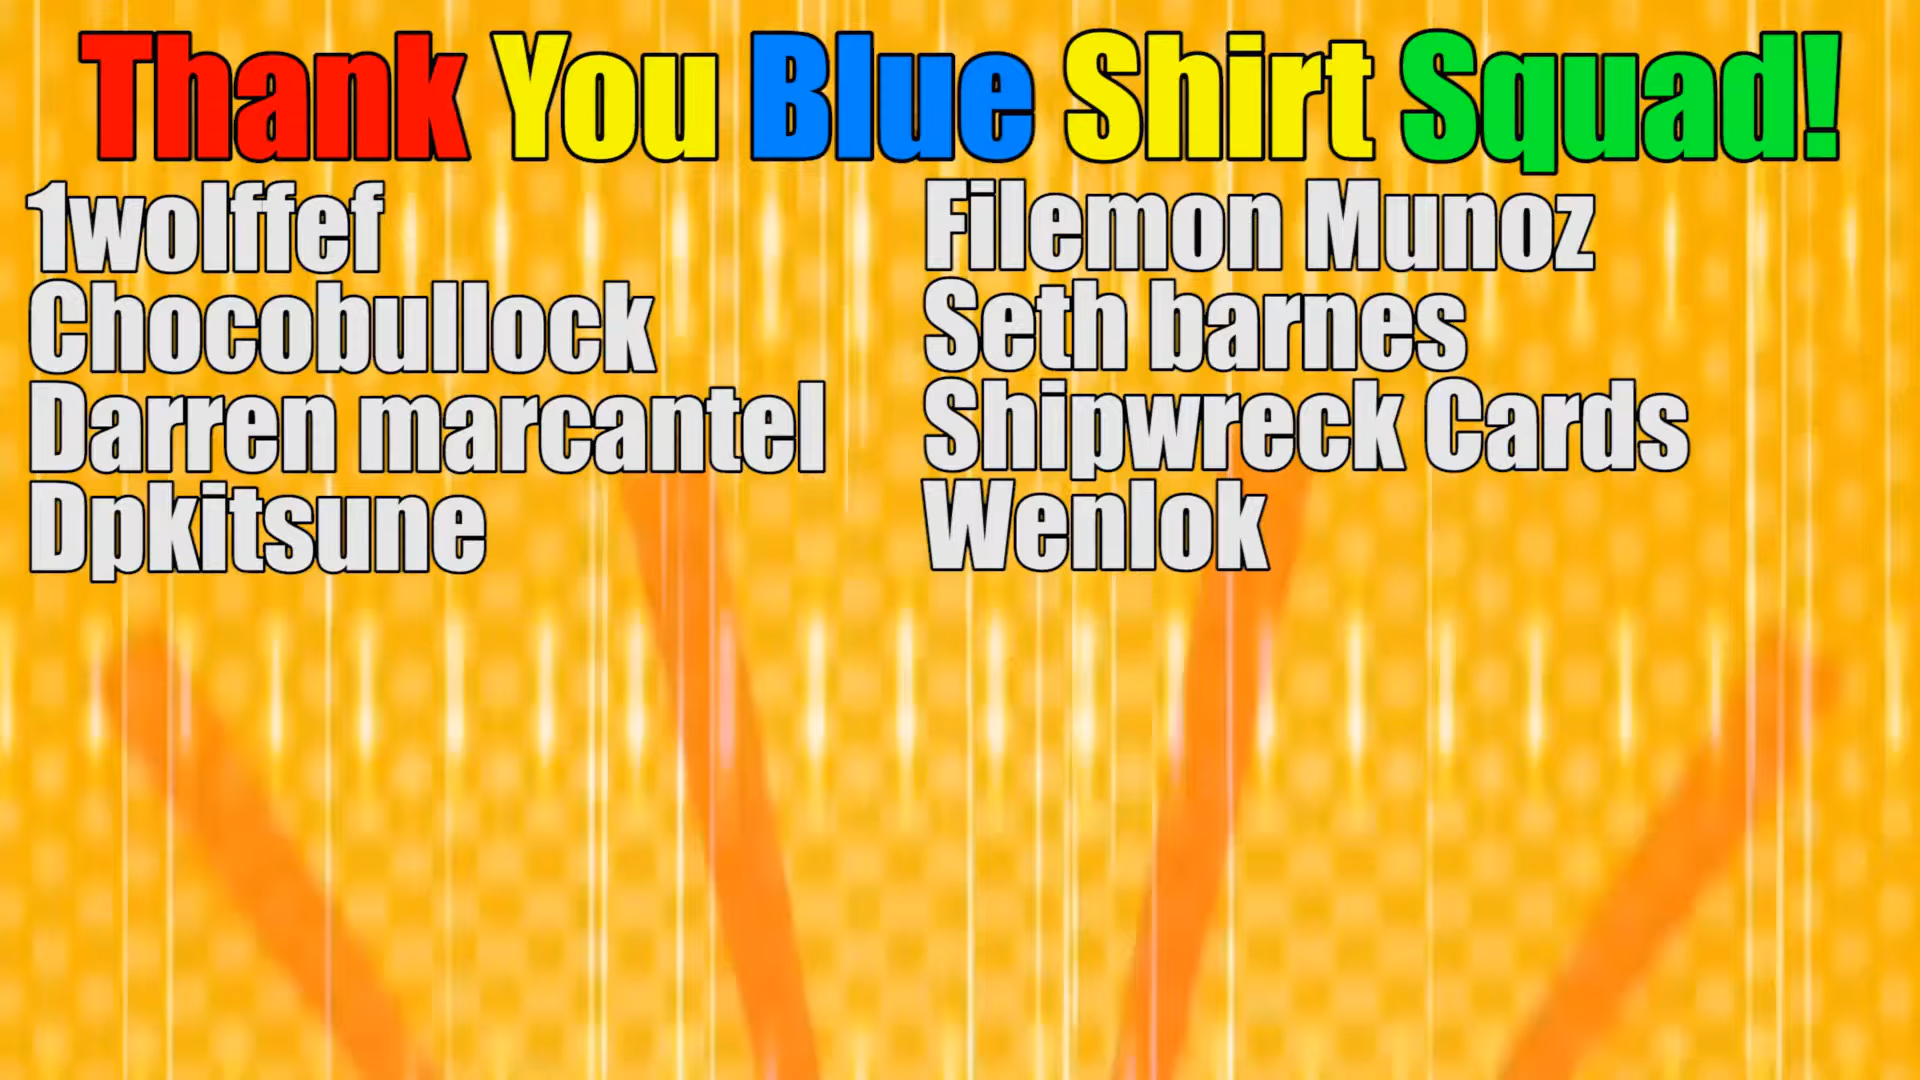 Thank You Blue Shirt Squad!
1wolffef
Chocobullock
Darren marcantel
Dpkitsune
Filemon Munoz
Seth barnes
Shipwreck Cards
Wenlok